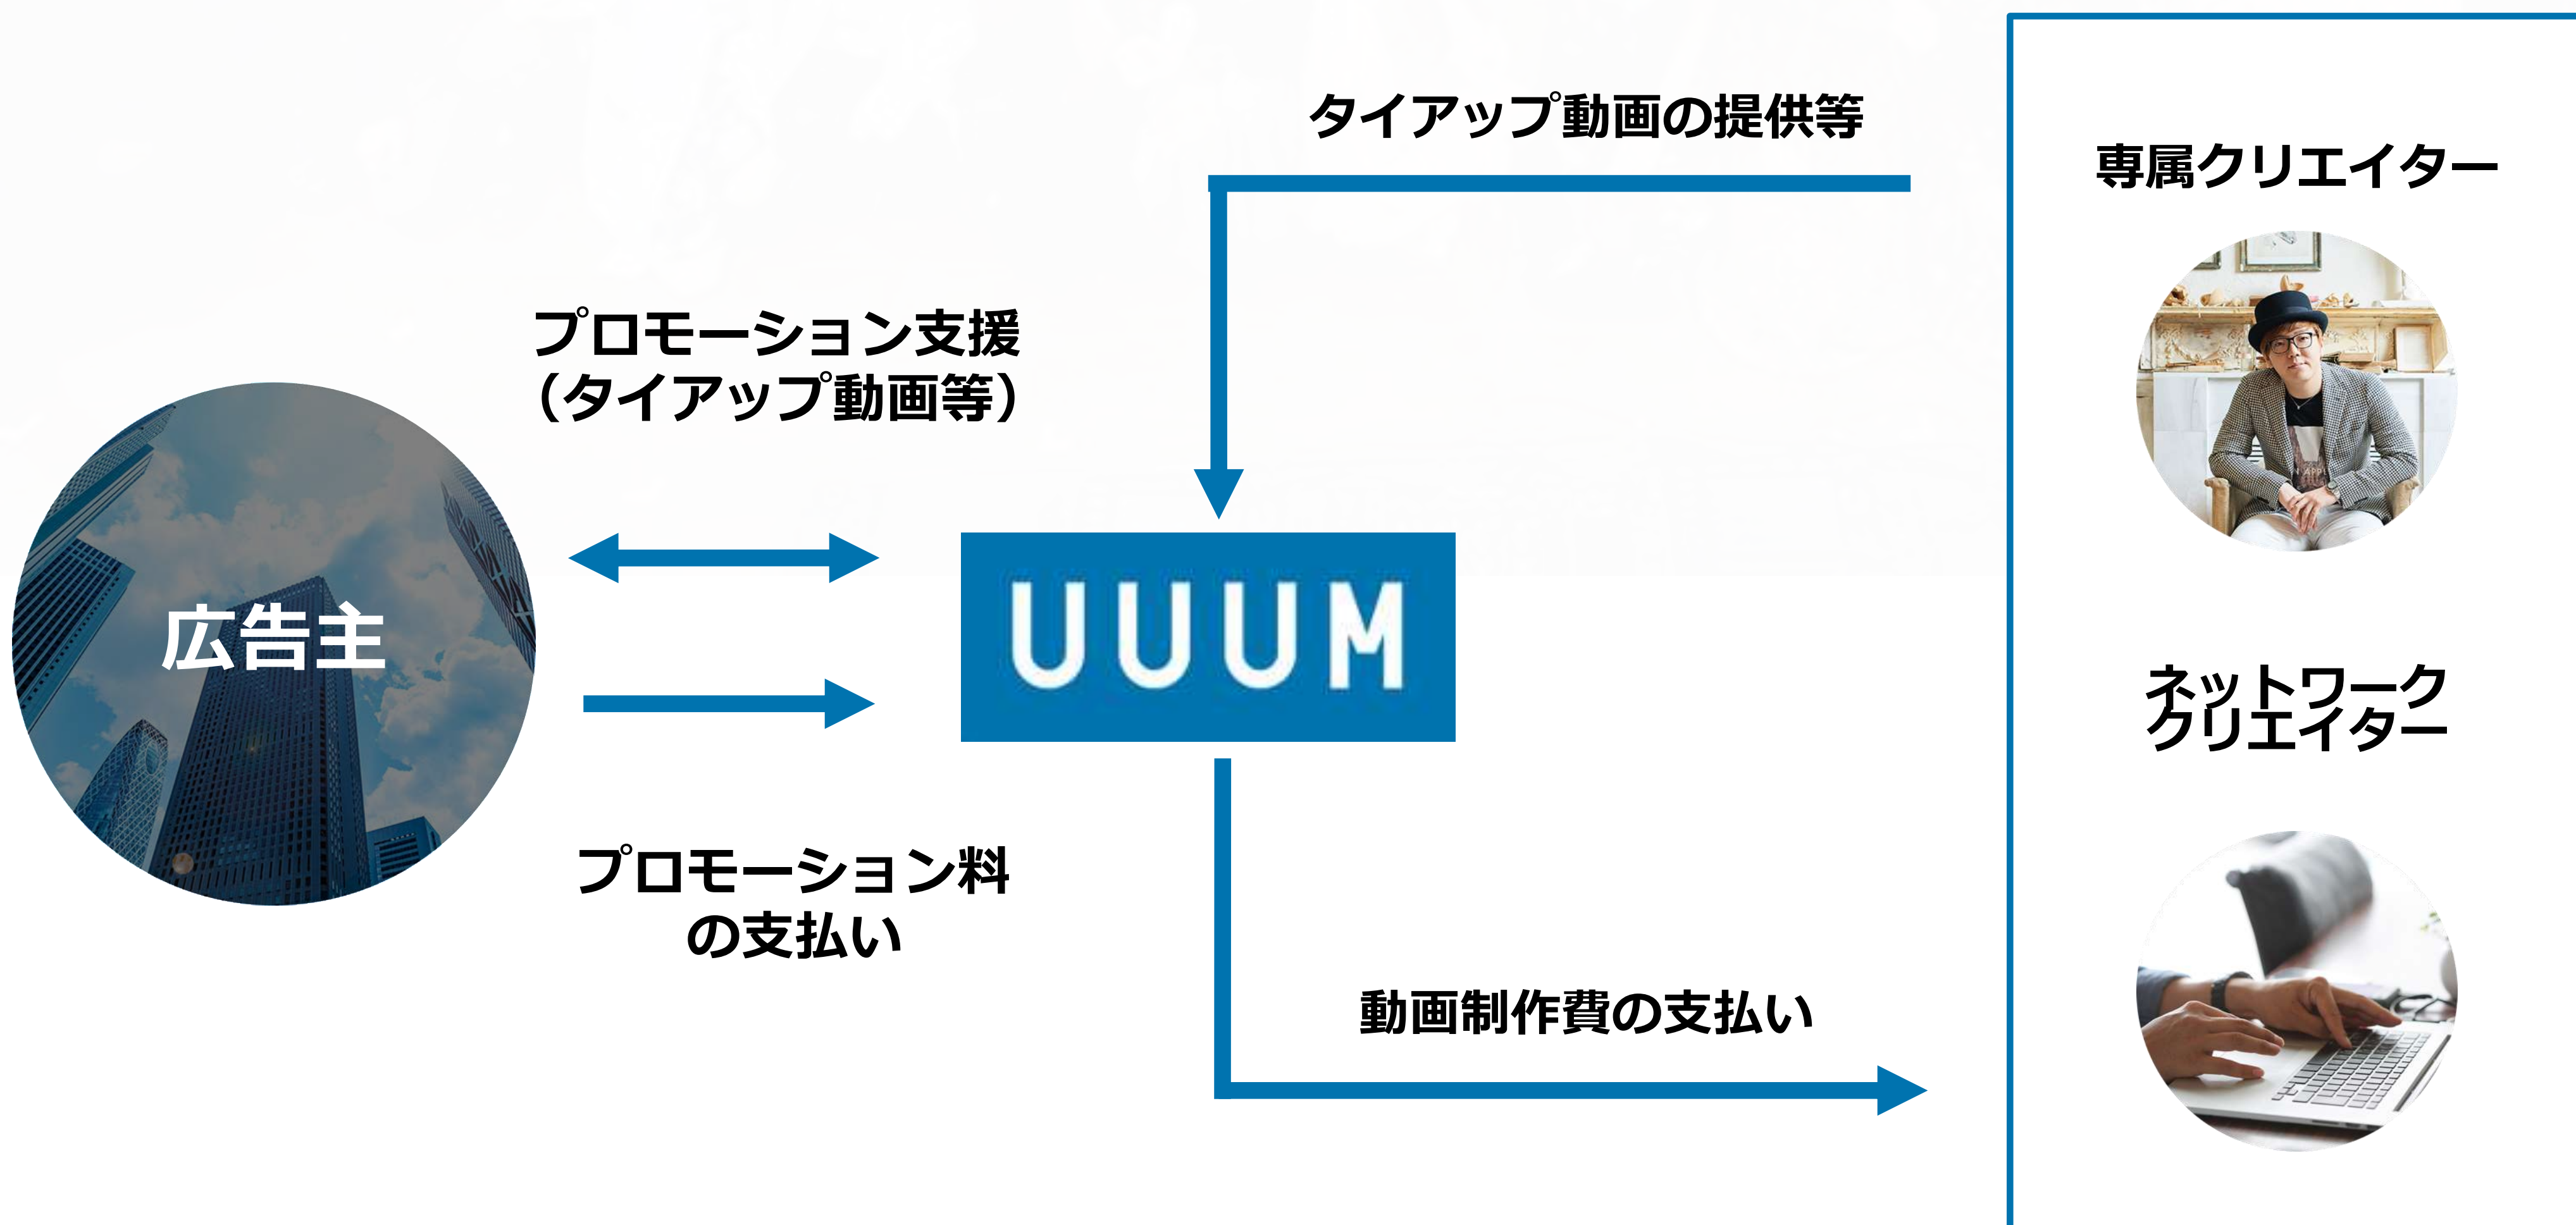 タイアップ動画の提供等
専属クリエイター
プロモーション支援
（タイアップ動画等）
広告主
UUUM
ネットワーク
クリエイター
プロモーション料
の支払い
動画制作費の支払い